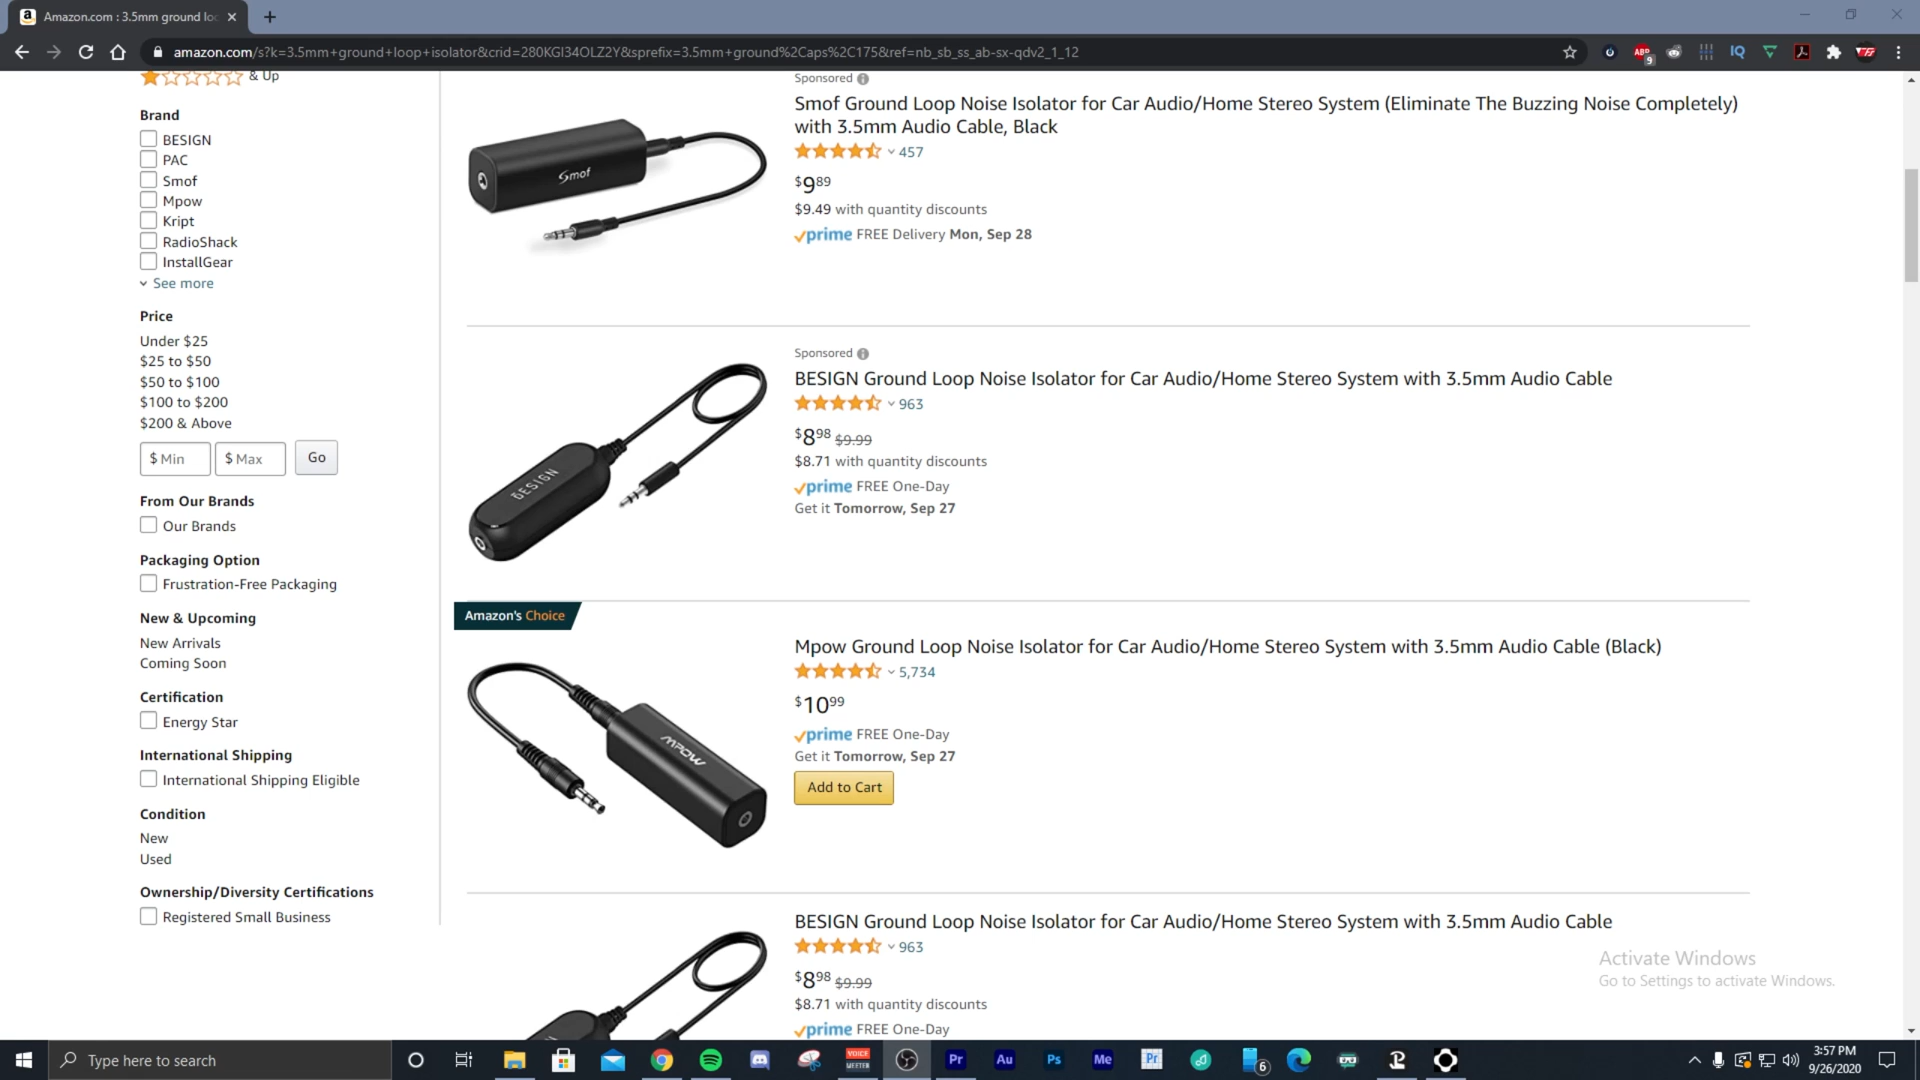 Amazon.com : 3.5mm ground loo
amazon.com/s?k=3.5mm+ground+loop+isolator&crid=280KGI34OLZ2Y&sprefix=3.5mm+ground%2Caps%2C175&ref=nb_sb_ss_ab-sx-qdv2_1_12
ABP
9
IQ
& Up
Brand
BESIGN
PAC
Smof
Mpow
Kript
RadioShack
InstallGear
See more
Price
Under $25
$25 to $50
$50 to $100
$100 to $200
$200 & Above
$ Min
$ Max
Go
From Our Brands
Our Brands
Packaging Option
Frustration-Free Packaging
New & Upcoming
New Arrivals
Coming Soon
Certification
Energy Star
International Shipping
International Shipping Eligible
Condition
New
Used
Ownership/Diversity Certifications
Registered Small Business
Smof
Sponsored
Smof Ground Loop Noise Isolator for Car Audio/Home Stereo System (Eliminate The Buzzing Noise Completely)
with 3.5mm Audio Cable, Black
457
$9 89
$9.49 with quantity discounts
prime FREE Delivery Mon, Sep 28
BESIGN
Sponsored
BESIGN Ground Loop Noise Isolator for Car Audio/Home Stereo System with 3.5mm Audio Cable
963
$8 98 $9.99
$8.71 with quantity discounts
prime FREE One-Day
Get it Tomorrow, Sep 27
Amazon's Choice
MPOW
Mpow Ground Loop Noise Isolator for Car Audio/Home Stereo System with 3.5mm Audio Cable (Black)
5,734
$10 99
prime FREE One-Day
Get it Tomorrow, Sep 27
Add to Cart
BESIGN Ground Loop Noise Isolator for Car Audio/Home Stereo System with 3.5mm Audio Cable
963
$8 98 $9.99
$8.71 with quantity discounts
prime FREE One-Day
Activate Windows
Go to Settings to activate Windows.
Type here to search
VOICE
MEETER
Pr
Au
Ps
Me
Pr
6
3:57 PM
9/26/2020